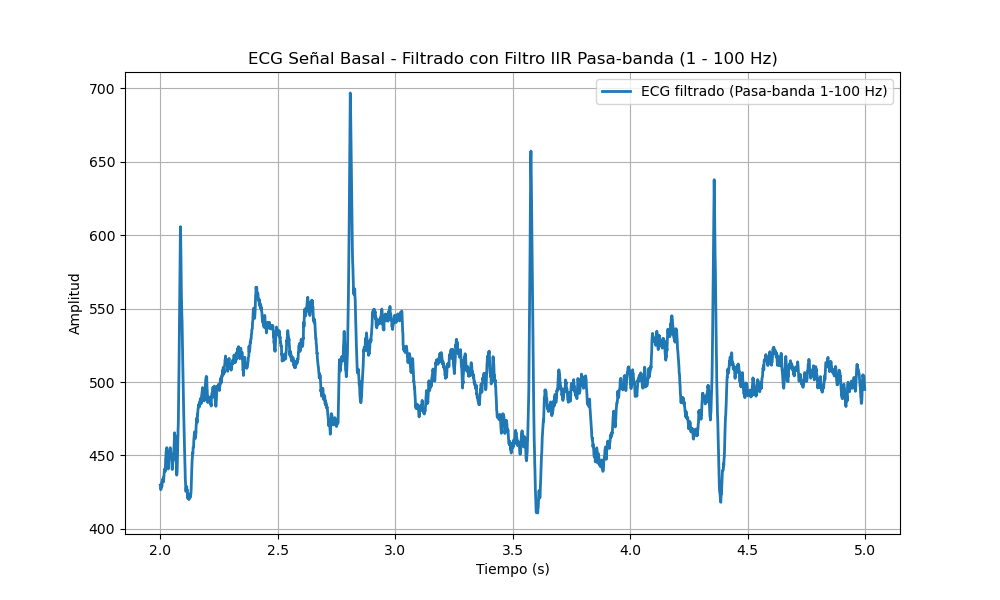 ECG Señal Basal - Filtrado con Filtro IIR Pasa-banda (1 - 100 Hz)
ECG filtrado (Pasa-banda 1-100 Hz)
700
650
600
550
500
450
400
Amplitud
2.0 2.5 3.0 3.5 4.0 4.5 5.0
Tiempo (s)